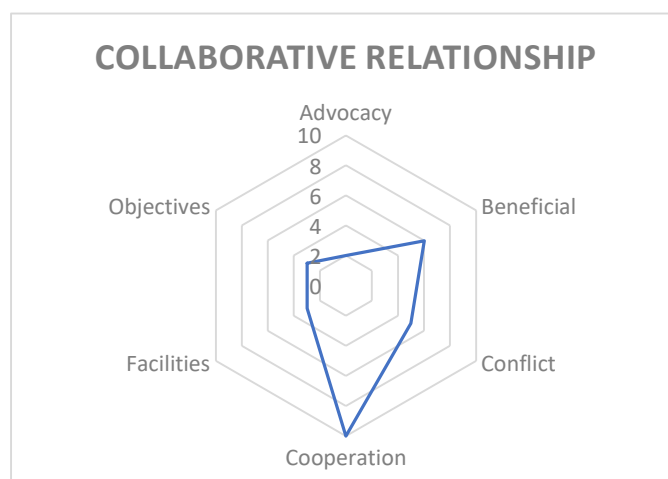 COLLABORATIVE RELATIONSHIP
Advocacy
10
8
6
4
2
0
Objectives
Beneficial
Facilities
Conflict
Cooperation